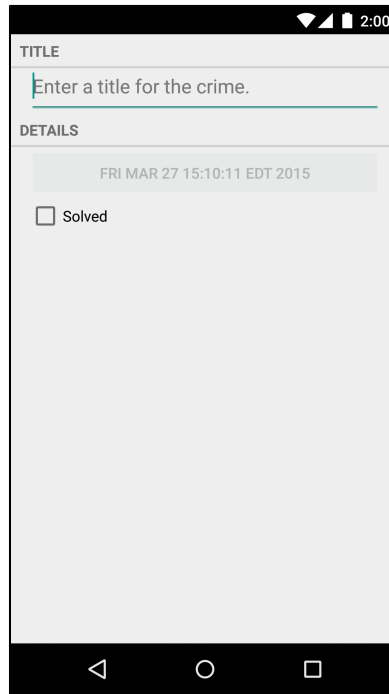 2:00
TITLE
Enter a title for the crime.
DETAILS
FRI MAR 27 15:10:11 EDT 2015
Solved